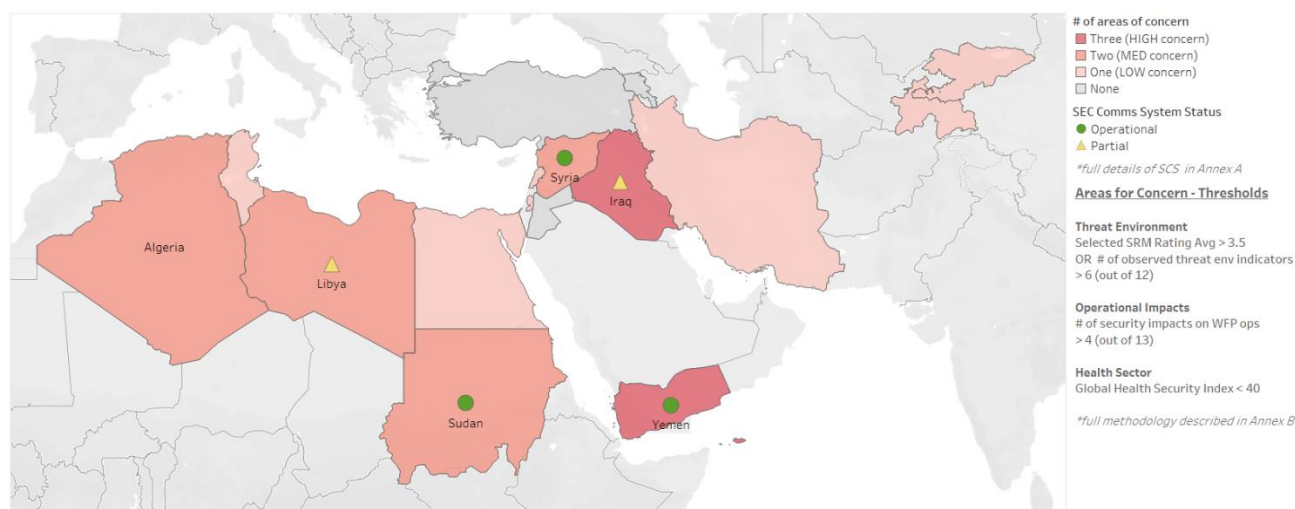 Algeria
Libya
Sudan
Syria
Iraq
Yemen
# of areas of concern
Three (HIGH concern)
Two (MED concern)
One (LOW concern)
None
SEC Comms System Status
Operational
Partial
*full details of SCS in Annex A
Areas for Concern - Thresholds
Threat Environment
Selected SRM Rating Avg > 3.5
OR # of observed threat env indicators
> 6 (out of 12)
Operational Impacts
# of security impacts on WFP ops
> 4 (out of 13)
Health Sector
Global Health Security Index < 40
*full methodology described in Annex B